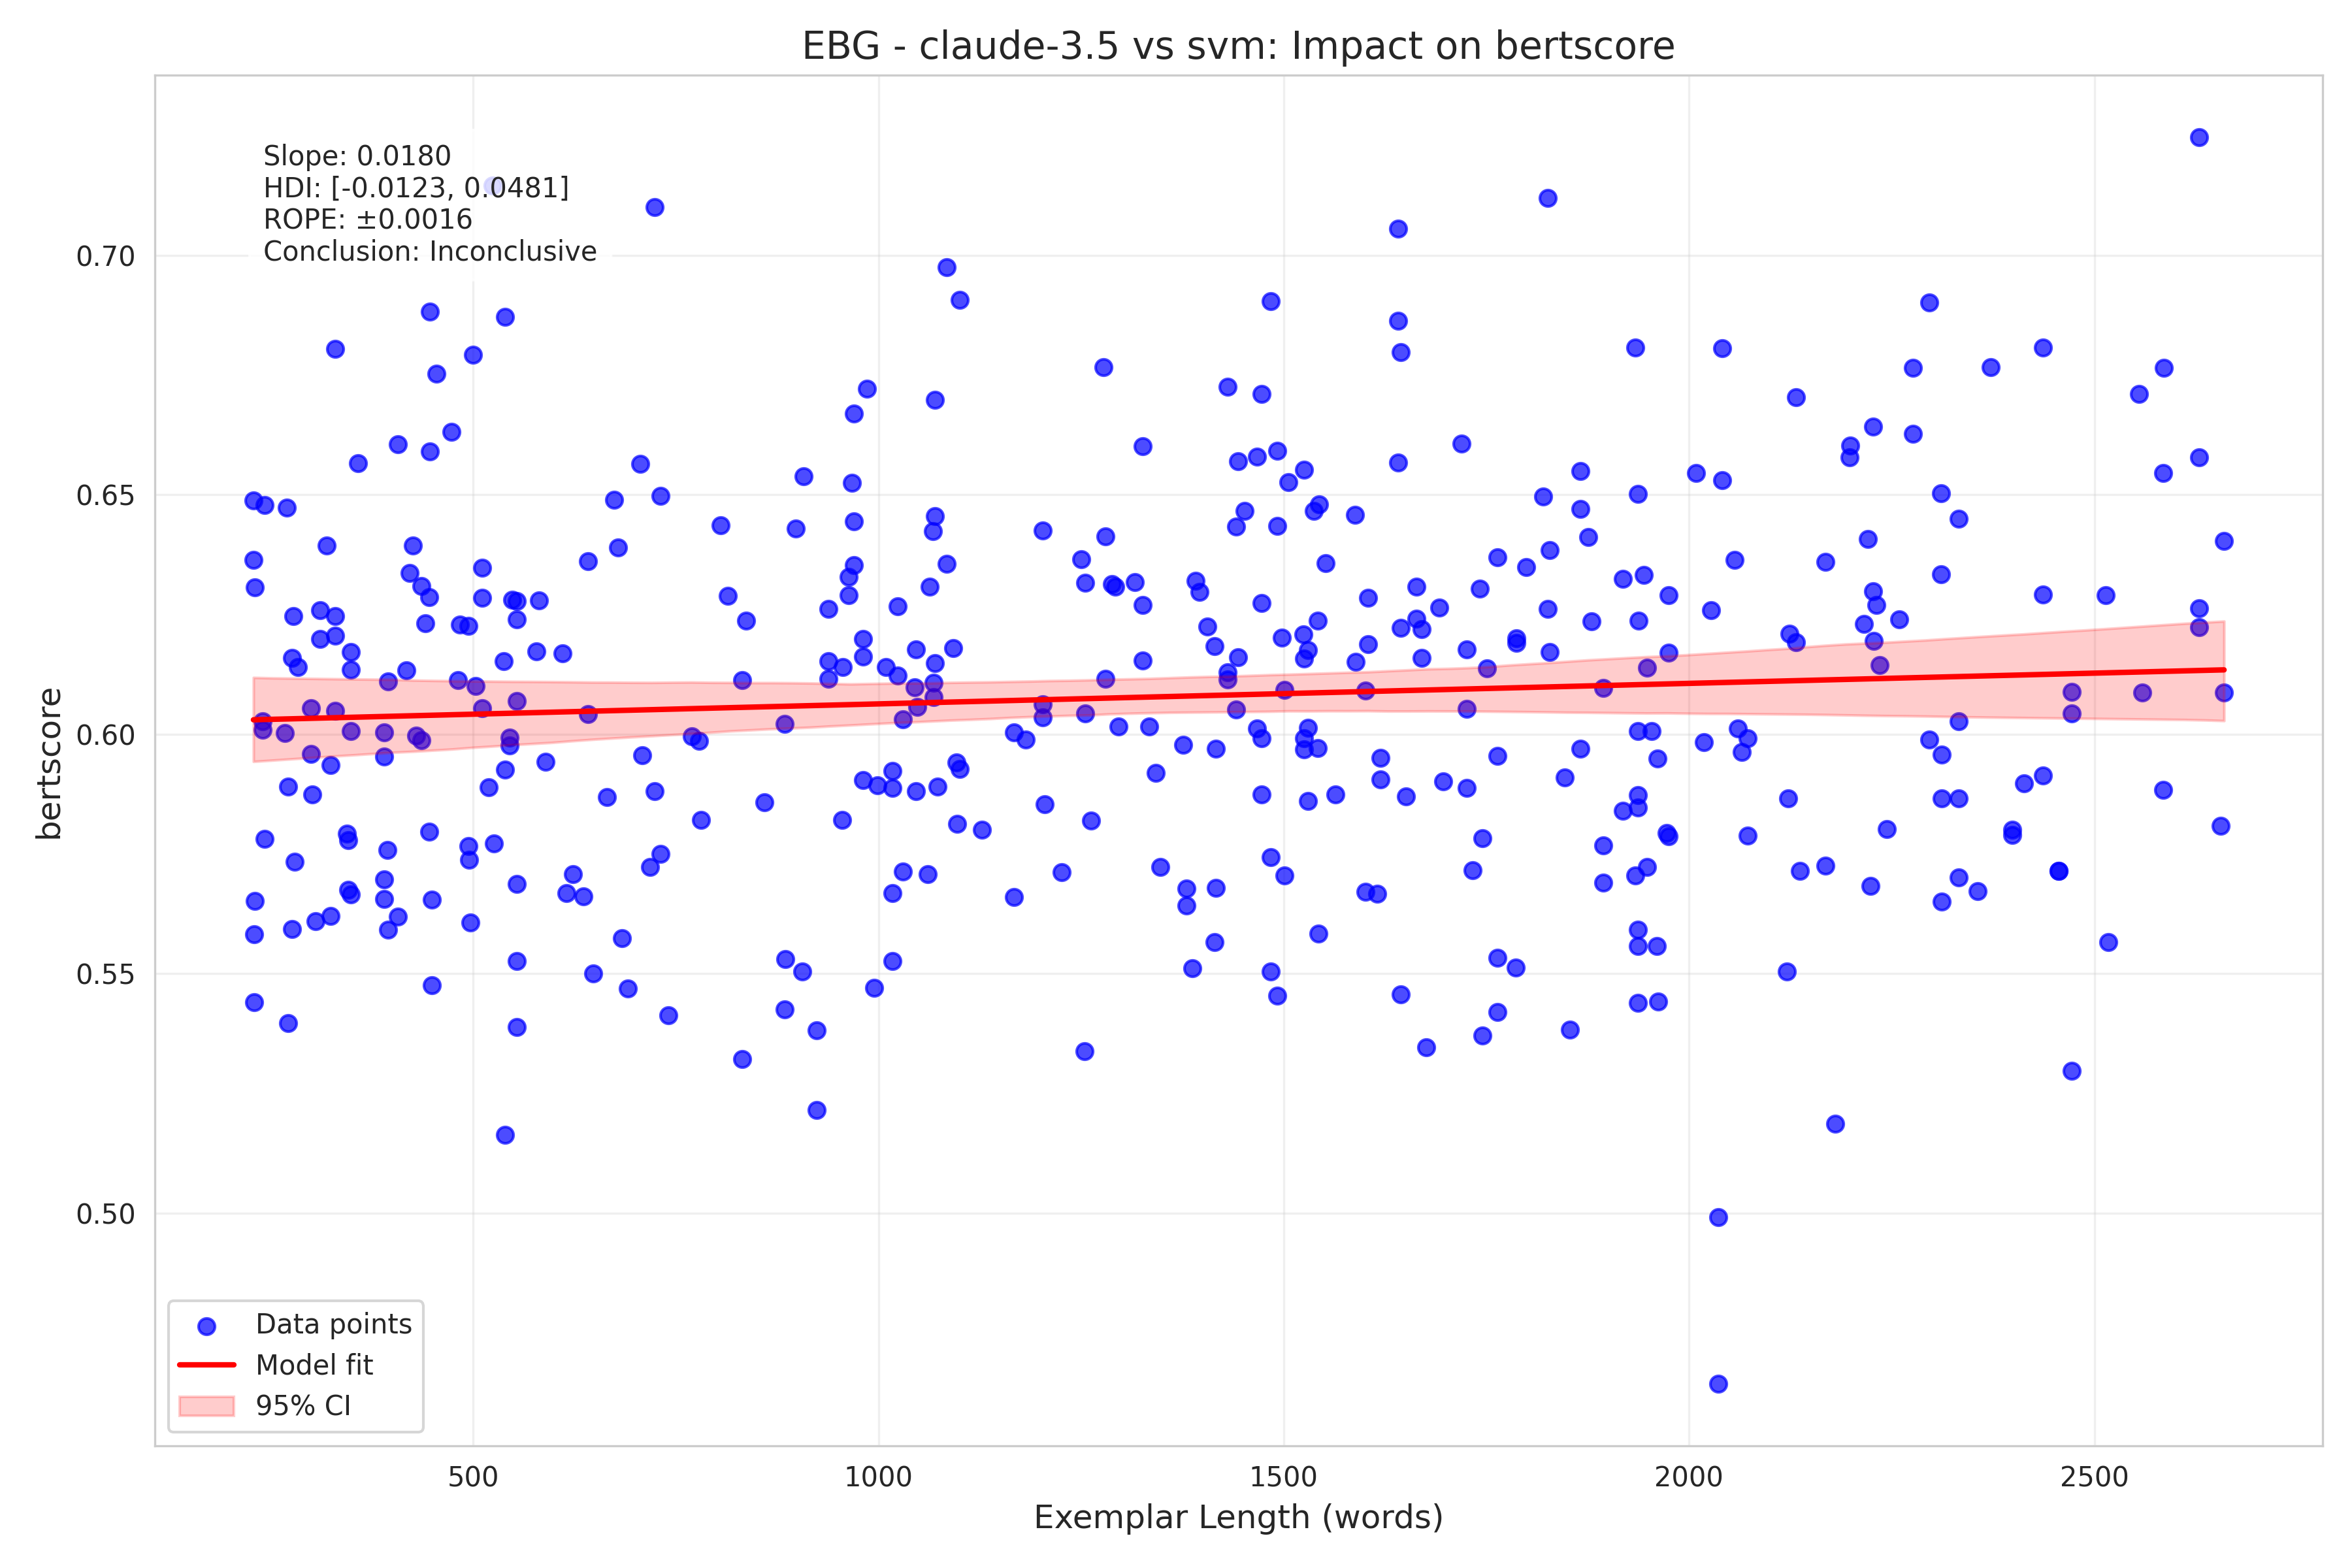 EBG - claude-3.5 vs svm: Impact on bertscore
Slope: 0.0180
HDI: [-0.0123, 0.0481]
ROPE: ±0.0016
Conclusion: Inconclusive
bertscore
0.70
0.65
0.60
0.55
0.50
Data points
Model fit
95% CI
500 1000 1500 2000 2500
Exemplar Length (words)